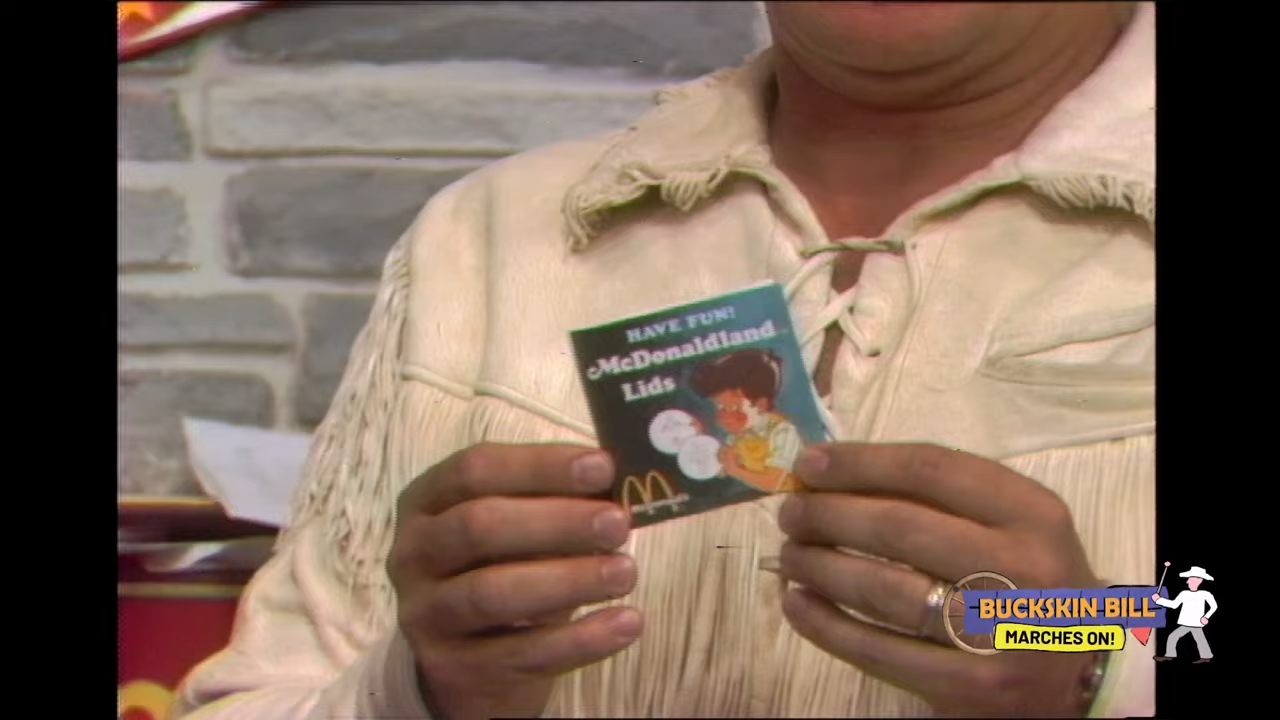 HAVE FUN!
McDonaldland
Lids
BUCKSKIN BILL
MARCHES ON!